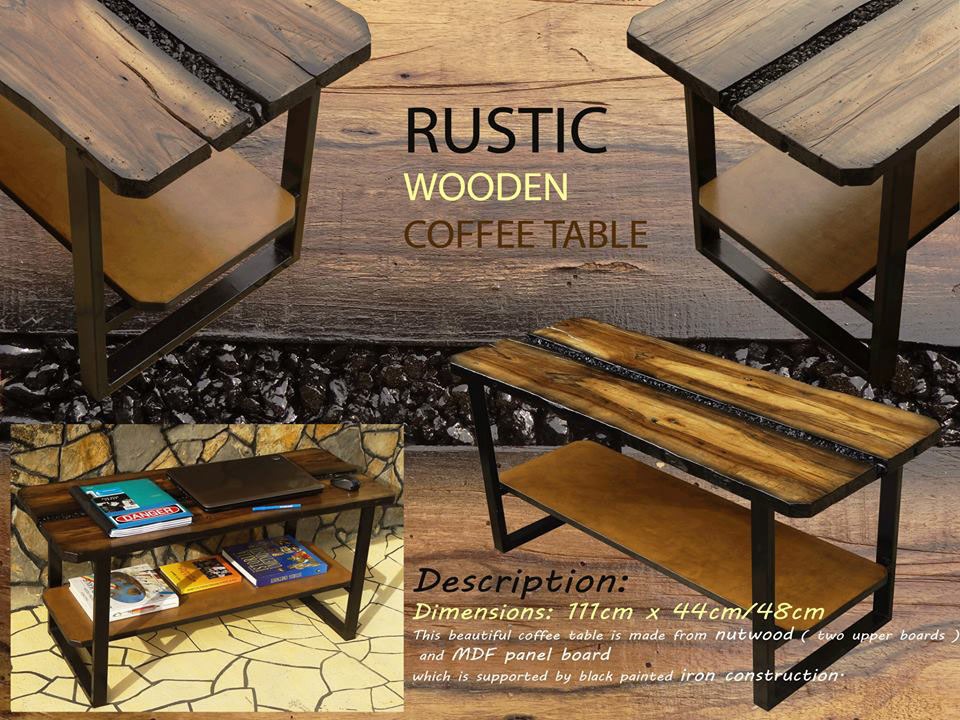 RUSTIC
WOODEN
COFFEE TABLE
DANGER
Description:
Dimensions: 111cm x 44cm/48cm
This beautiful coffee table is made from nutwood ( two upper boards )
and MDF panel board
which is supported by black painted iron construction.